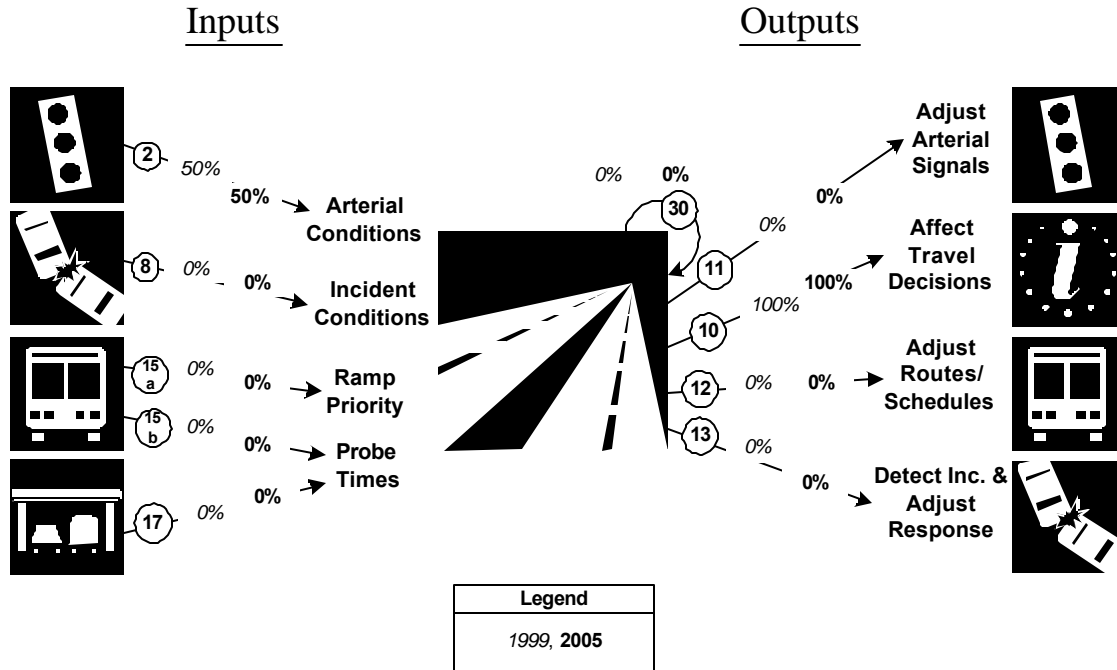 Inputs
Outputs
2
50%
50%
Arterial
Conditions
8
0%
0%
Incident
Conditions
15
a
0%
0%
Ramp
Priority
15
b
0%
0%
Probe
Times
17
0%
0%
0%
0%
30
11
0%
0%
Adjust
Arterial
Signals
10
100%
100%
Affect
Travel
Decisions
12
0%
0%
Adjust
Routes/
Schedules
13
0%
0%
Detect Inc. &
Adjust
Response
Legend
1999, 2005